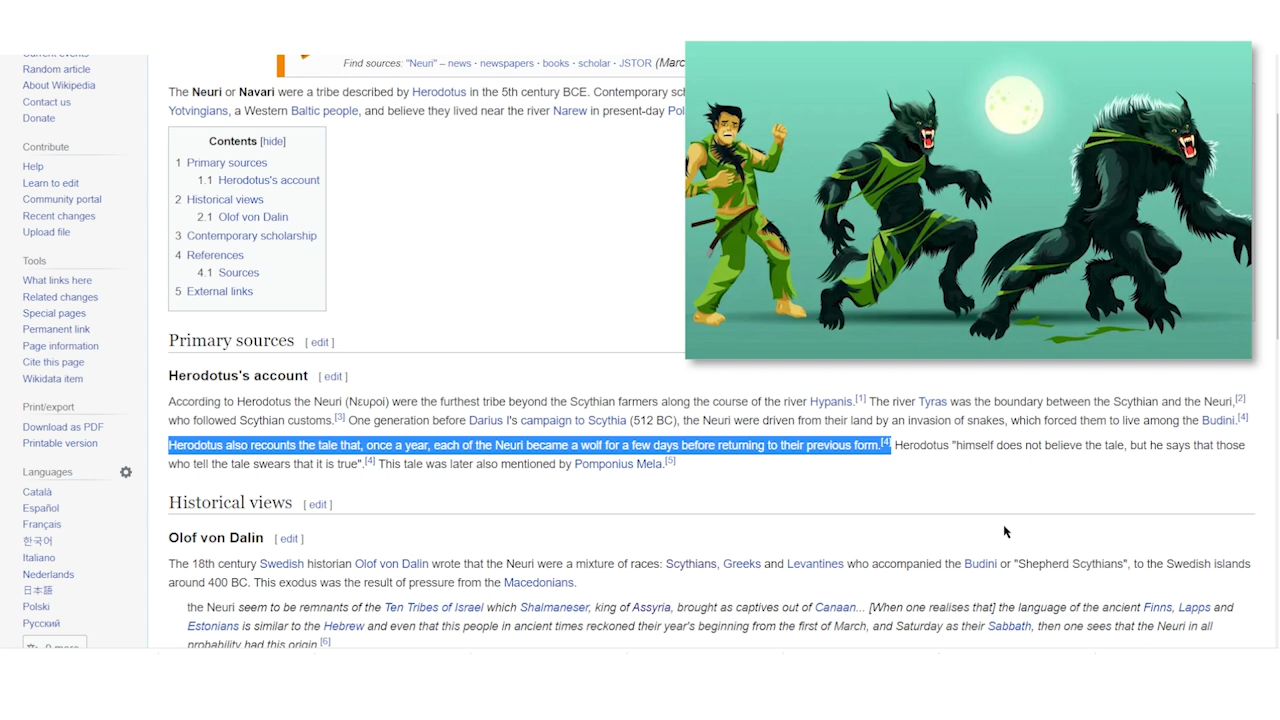 Random article
About Wikipedia
Contact us
Donate
Contribute
Help
Learn to edit
Community portal
Recent changes
Upload file
Tools
What links here
Related changes
Special pages
Permanent link
Page information
Cite this page
Wikidata item
Print/export
Download as PDF
Printable version
Languages
Català
Español
Français
한국어
Italiano
Nederlands
日本語
Polski
Русский
Find sources: "Neuri" – news · newspapers · books · scholar · JSTOR (Marc
The Neuri or Navari were a tribe described by Herodotus in the 5th century BCE. Contemporary sch
Yotvingians, a Western Baltic people, and believe they lived near the river Narew in present-day Pol
Contents [hide]
1 Primary sources
1.1 Herodotus's account
2 Historical views
2.1 Olof von Dalin
3 Contemporary scholarship
4 References
4.1 Sources
5 External links
Primary sources [ edit ]
Herodotus's account [ edit ]
According to Herodotus the Neuri (Νευροί) were the furthest tribe beyond the Scythian farmers along the course of the river Hypanis.[1] The river Tyras was the boundary between the Scythian and the Neuri,[2]
who followed Scythian customs.[3] One generation before Darius I's campaign to Scythia (512 BC), the Neuri were driven from their land by an invasion of snakes, which forced them to live among the Budini.[4]
Herodotus also recounts the tale that, once a year, each of the Neuri became a wolf for a few days before returning to their previous form.[4] Herodotus "himself does not believe the tale, but he says that those
who tell the tale swears that it is true".[4] This tale was later also mentioned by Pomponius Mela.[5]
Historical views [ edit ]
Olof von Dalin [ edit ]
The 18th century Swedish historian Olof von Dalin wrote that the Neuri were a mixture of races: Scythians, Greeks and Levantines who accompanied the Budini or "Shepherd Scythians", to the Swedish islands
around 400 BC. This exodus was the result of pressure from the Macedonians.
the Neuri seem to be remnants of the Ten Tribes of Israel which Shalmaneser, king of Assyria, brought as captives out of Canaan... [When one realises that] the language of the ancient Finns, Lapps and
Estonians is similar to the Hebrew and even that this people in ancient times reckoned their year's beginning from the first of March, and Saturday as their Sabbath, then one sees that the Neuri in all
probability had this origin.[6]